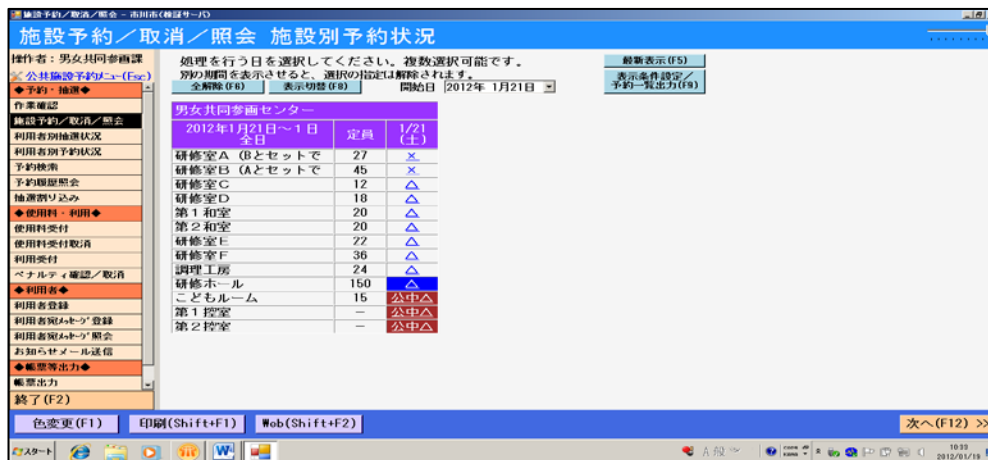 施設予約／取消／照会 - 市川市(検証サーバ)
施設予約／取消／照会 施設別予約状況
操作者：男女共同参画課
公共施設予約メニュー(Esc)
◆予約・抽選◆
作業確認
施設予約／取消／照会
利用者別抽選状況
利用者別予約状況
予約検索
予約履歴照会
抽選割り込み
◆使用料・利用◆
使用料受付
使用料受付取消
利用受付
ペナルティ確認／取消
◆利用者◆
利用者登録
利用者宛ﾒｯｾｰｼﾞ登録
利用者宛ﾒｯｾｰｼﾞ照会
お知らせメール送信
◆帳票等出力◆
帳票出力
終了(F2)
処理を行う日を選択してください。複数選択可能です。
別の期間を表示させると、選択の指定は解除されます。
全解除(F6) 表示切替(F8) 開始日 2012年 1月21日
最新表示(F5)
表示条件設定／
予約一覧出力(F9)
男女共同参画センター
2012年1月21日～1日
全日 定員 1/21
(土)
研修室A (Bとセットで 27 ×
研修室B (Aとセットで 45 ×
研修室C 12 △
研修室D 18 △
第1和室 20 △
第2和室 20 △
研修室E 22 △
研修室F 36 △
調理工房 24 △
研修ホール 150 △
こどもルーム 15 公中△
第1控室 － 公中△
第2控室 － 公中△
色変更(F1) 印刷(Shift+F1) Web(Shift+F2) 次へ(F12) >>
スタート A 般 10:33
2012/01/19